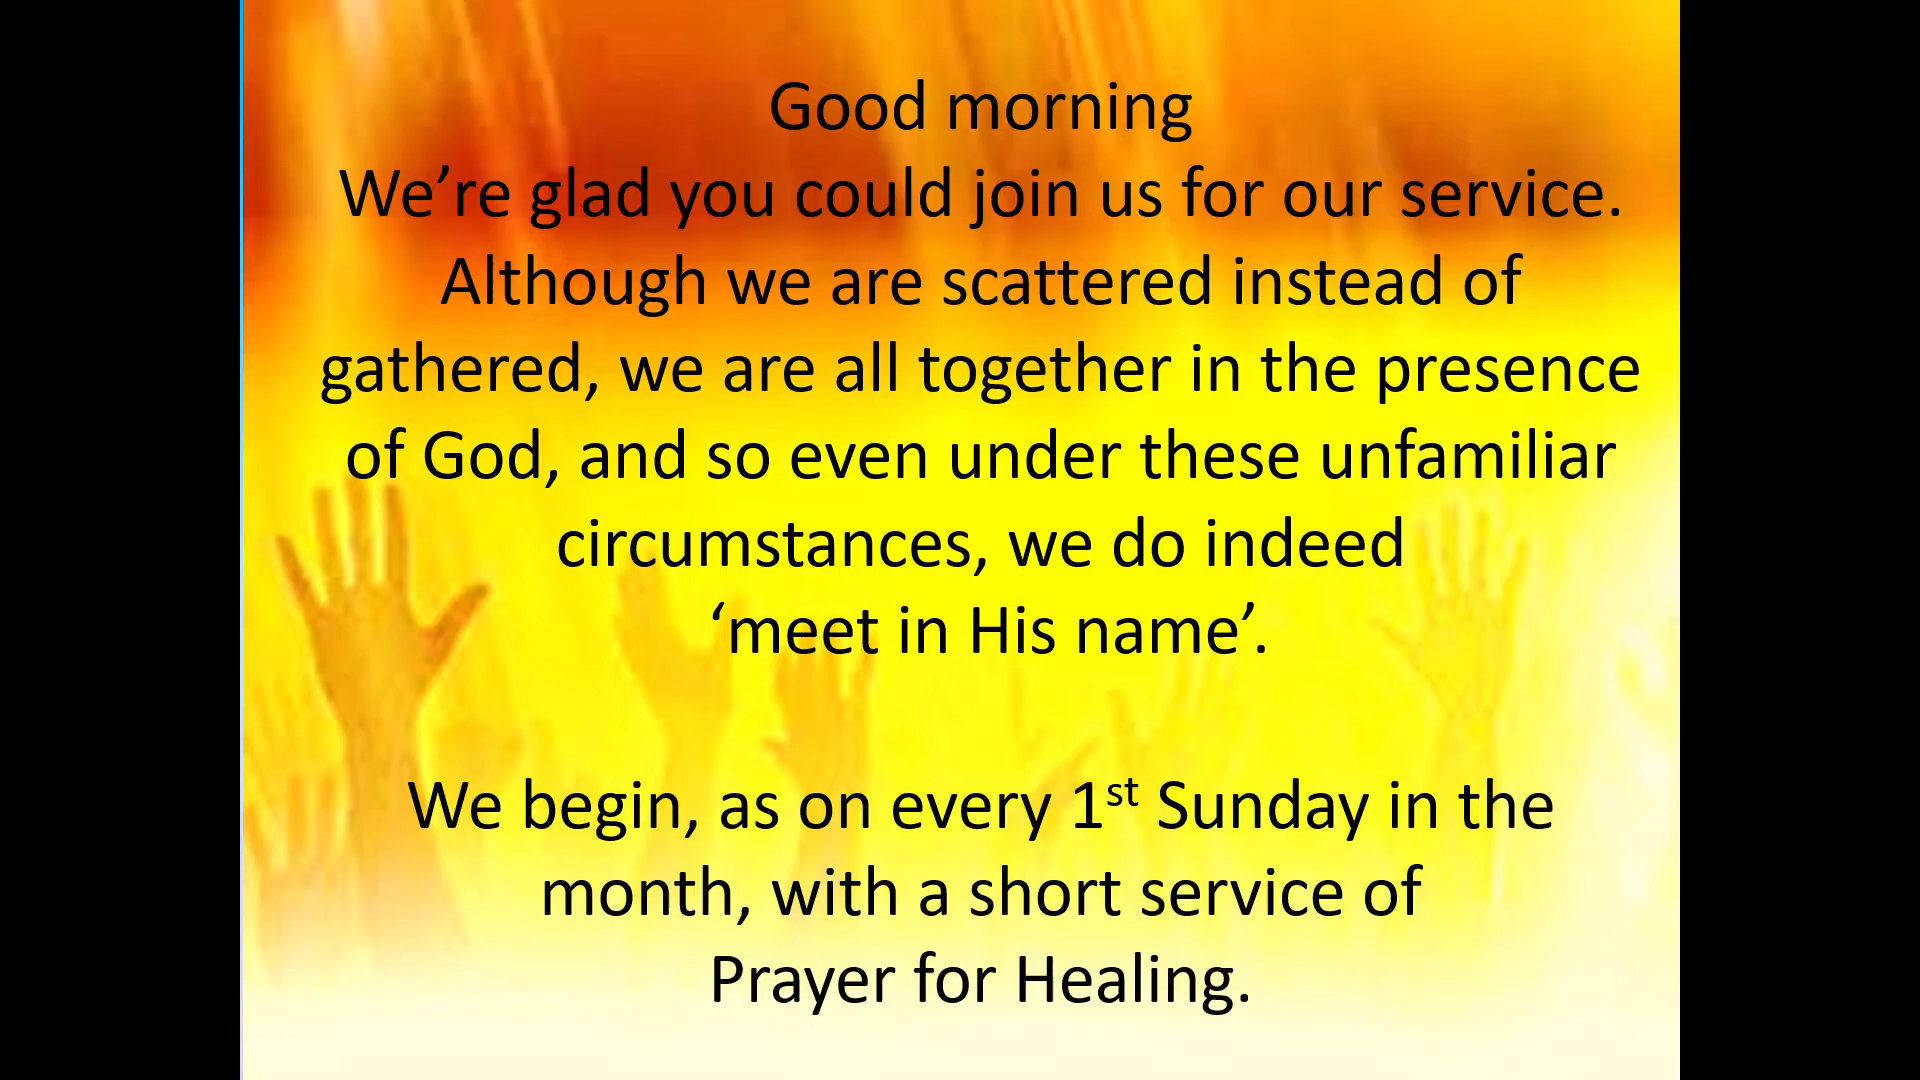 Good morning
We’re glad you could join us for our service.
Although we are scattered instead of
gathered, we are all together in the presence
of God, and so even under these unfamiliar
circumstances, we do indeed
‘meet in His name’.
We begin, as on every 1st Sunday in the
month, with a short service of
Prayer for Healing.